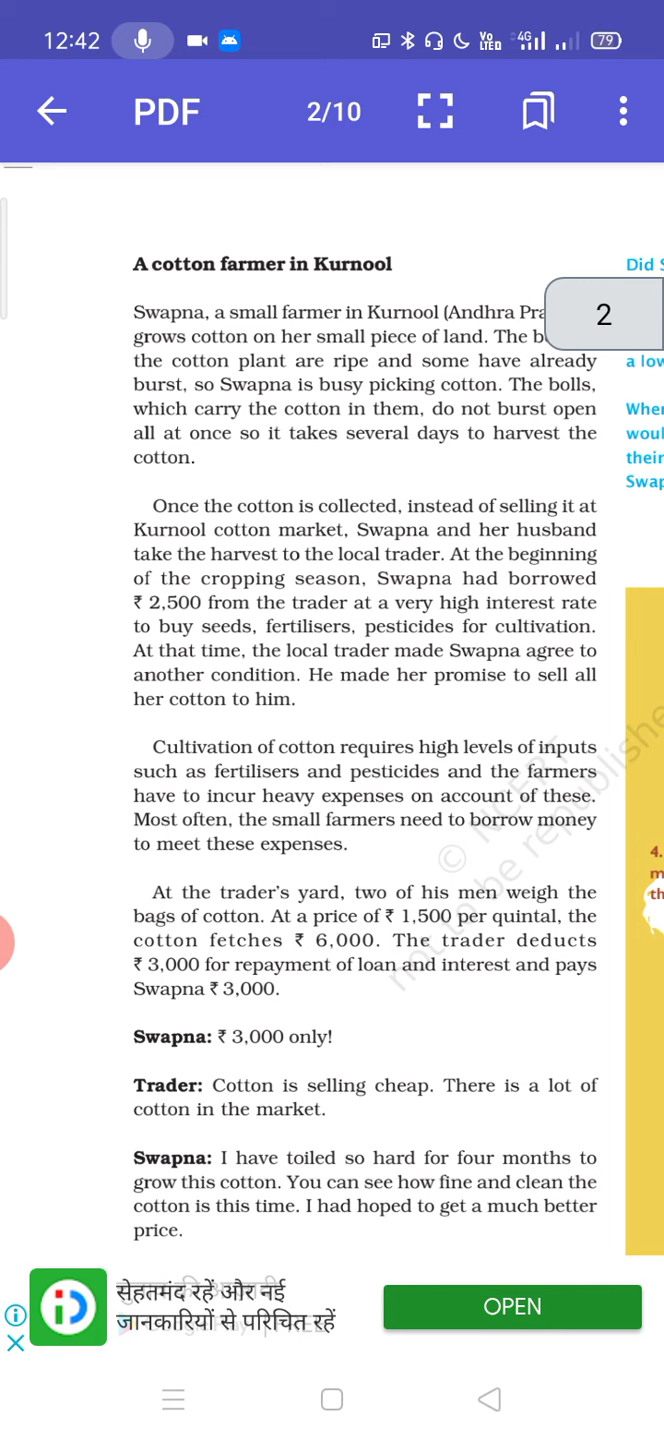 12:42
Vo
LTED
4G
79
PDF
2/10
A cotton farmer in Kurnool
Did S
Swapna, a small farmer in Kurnool (Andhra Pra
2
grows cotton on her small piece of land. The b
the cotton plant are ripe and some have already
a low
burst, so Swapna is busy picking cotton. The bolls,
which carry the cotton in them, do not burst open
When
all at once so it takes several days to harvest the
woul
cotton.
their
Swap
Once the cotton is collected, instead of selling it at
Kurnool cotton market, Swapna and her husband
take the harvest to the local trader. At the beginning
of the cropping season, Swapna had borrowed
₹ 2,500 from the trader at a very high interest rate
to buy seeds, fertilisers, pesticides for cultivation.
At that time, the local trader made Swapna agree to
another condition. He made her promise to sell all
her cotton to him.
Cultivation of cotton requires high levels of inputs
such as fertilisers and pesticides and the farmers
have to incur heavy expenses on account of these.
Most often, the small farmers need to borrow money
to meet these expenses.
© NCERT
not to be republishe
4.
m
th
At the trader's yard, two of his men weigh the
bags of cotton. At a price of ₹ 1,500 per quintal, the
cotton fetches ₹ 6,000. The trader deducts
₹ 3,000 for repayment of loan and interest and pays
Swapna ₹ 3,000.
Swapna: ₹ 3,000 only!
Trader: Cotton is selling cheap. There is a lot of
cotton in the market.
Swapna: I have toiled so hard for four months to
grow this cotton. You can see how fine and clean the
cotton is this time. I had hoped to get a much better
price.
सेहतमंद रहें और नई
जानकारियों से परिचित रहें
OPEN